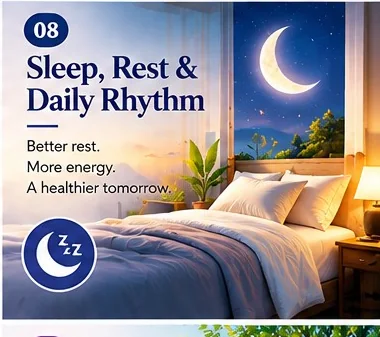 08
Sleep, Rest &
Daily Rhythm
Better rest.
More energy.
A healthier tomorrow.
z z z